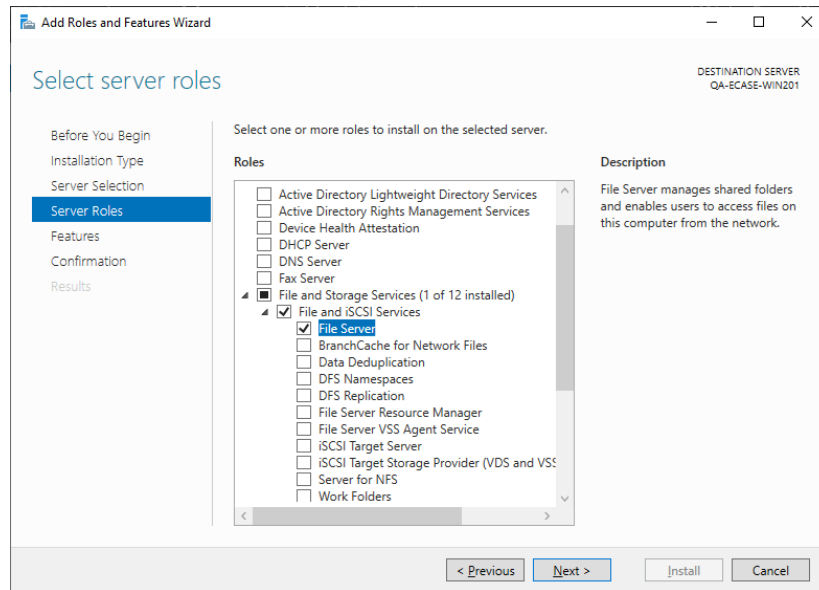 Add Roles and Features Wizard
Select server roles
DESTINATION SERVER
QA-ECASE-WIN201
Before You Begin
Installation Type
Server Selection
Server Roles
Features
Confirmation
Results
Select one or more roles to install on the selected server.
Roles
Active Directory Lightweight Directory Services
Active Directory Rights Management Services
Device Health Attestation
DHCP Server
DNS Server
Fax Server
File and Storage Services (1 of 12 installed)
File and iSCSI Services
File Server
BranchCache for Network Files
Data Deduplication
DFS Namespaces
DFS Replication
File Server Resource Manager
File Server VSS Agent Service
iSCSI Target Server
iSCSI Target Storage Provider (VDS and VSS
Server for NFS
Work Folders
Description
File Server manages shared folders
and enables users to access files on
this computer from the network.
< Previous
Next >
Install
Cancel